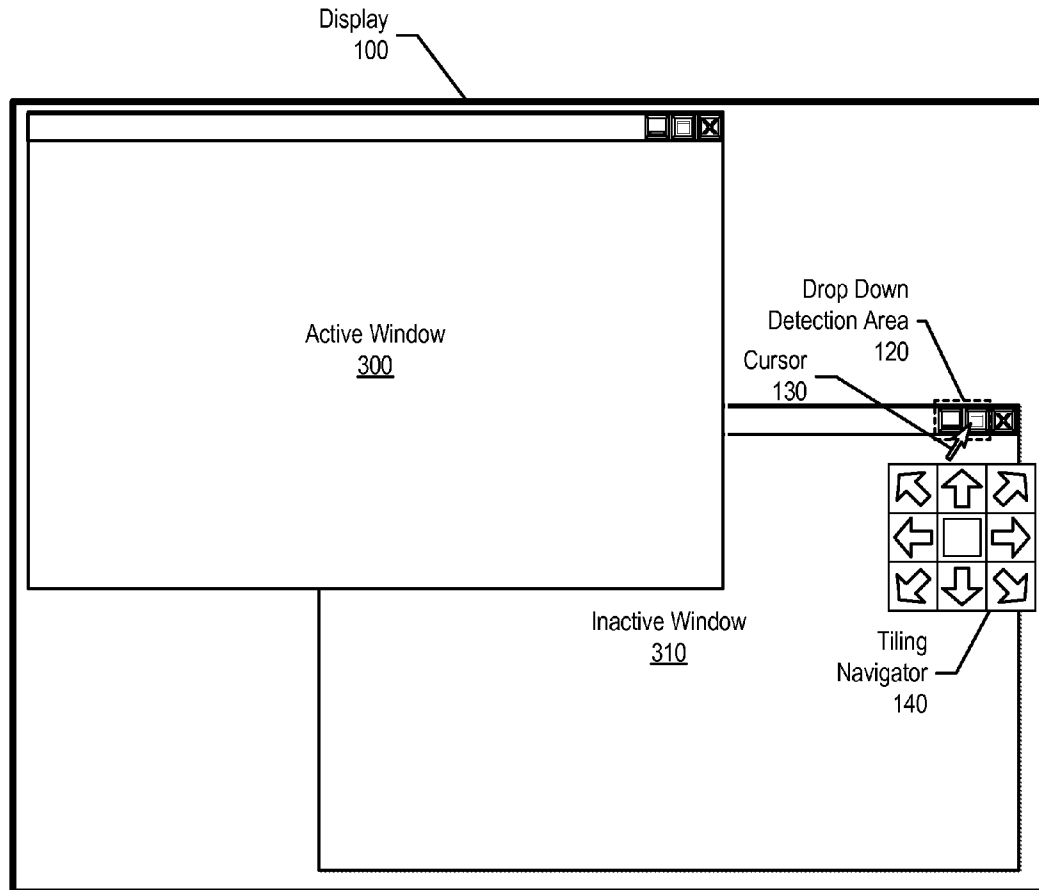 Display
100
Active Window
300
Drop Down
Detection Area
120
Cursor
130
Inactive Window
310
Tiling
Navigator
140